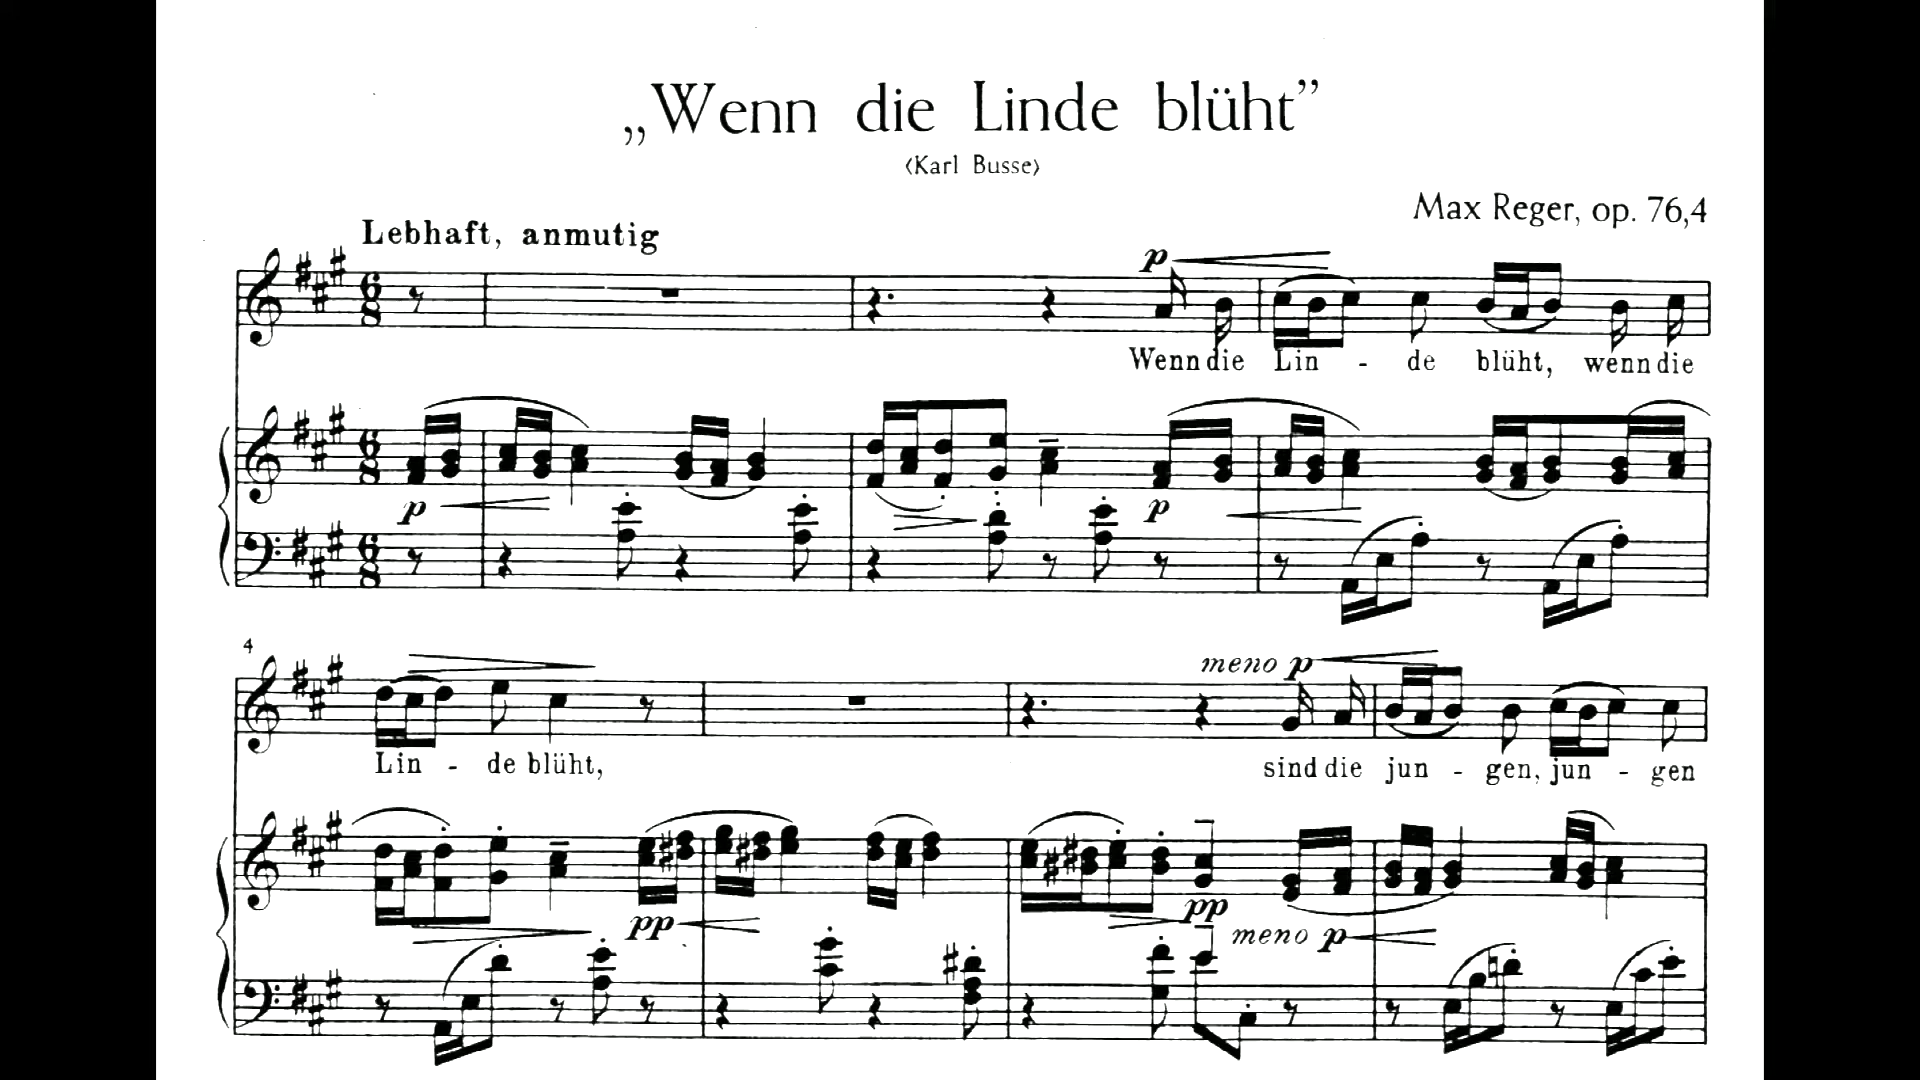 „Wenn die Linde blüht”
‹Karl Busse›
Max Reger, op. 76,4
Lebhaft, anmutig
p
Wenn die Lin - de blüht, wenn die
p p
4
meno p
Lin - de blüht, sind die jun - gen, jun - gen
pp pp meno p